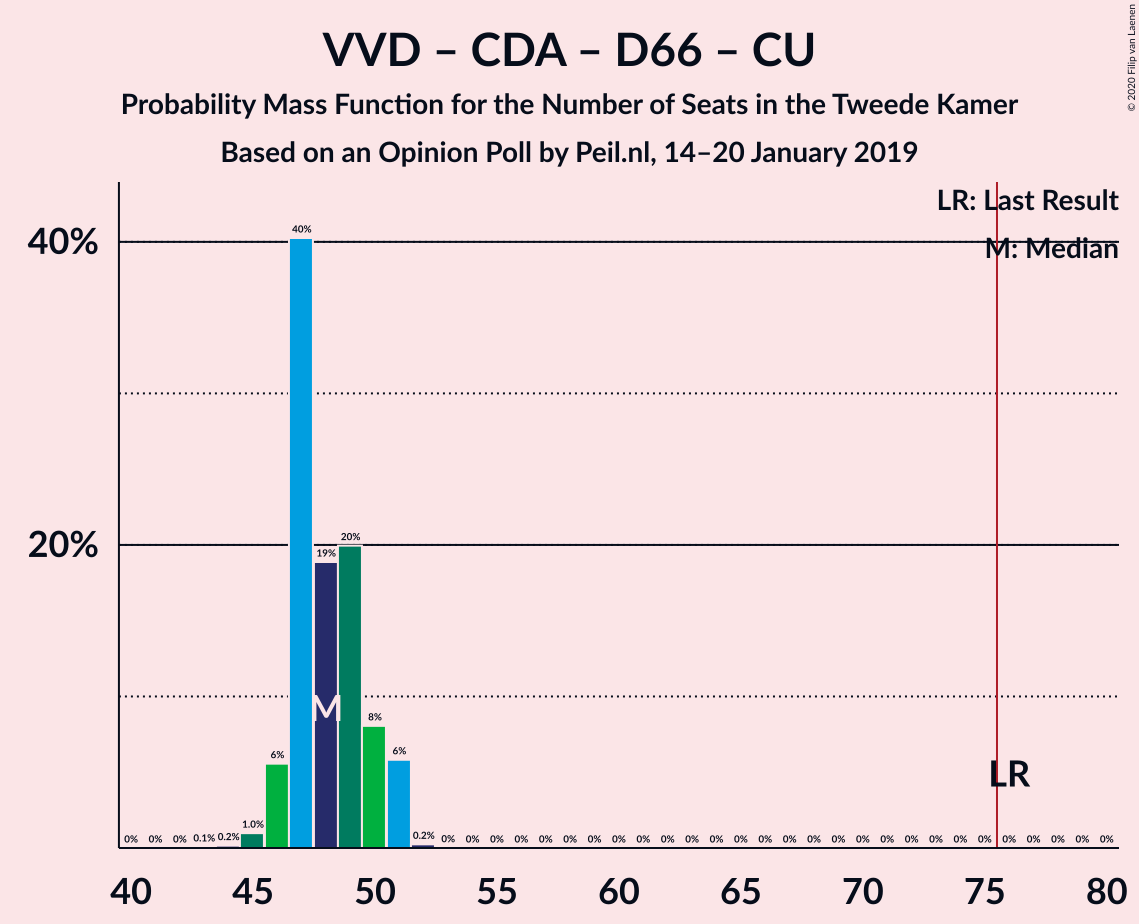 VVD – CDA – D66 – CU
Probability Mass Function for the Number of Seats in the Tweede Kamer
Based on an Opinion Poll by Peil.nl, 14–20 January 2019
© 2020 Filip van Laenen
LR: Last Result
M: Median
40%
20%
0% 0% 0% 0.1% 0.2% 1.0% 6% 40% 19% 20% 8% 6% 0.2% 0% 0% 0% 0% 0% 0% 0% 0% 0% 0% 0% 0% 0% 0% 0% 0% 0% 0% 0% 0% 0% 0% 0% 0% 0% 0% 0% 0%
M
LR
40 45 50 55 60 65 70 75 80